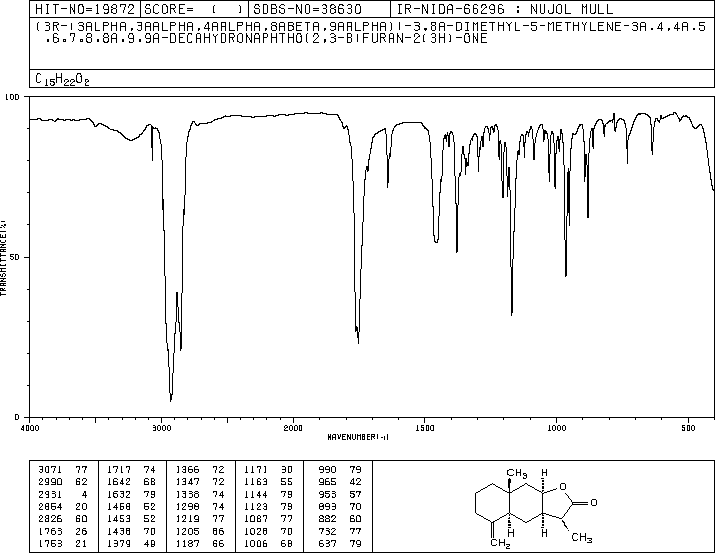 HIT-NO=19872 SCORE= ( ) SDBS-NO=38630 IR-NIDA-66296 : NUJOL MULL
(3R-(3ALPHA,3AALPHA,4AALPHA,8ABETA,9AALPHA))-3,8A-DIMETHYL-5-METHYLENE-3A,4,4A,5
,6,7,8,8A,9,9A-DECAHYDRONAPHTHO(2,3-B)FURAN-2(3H)-ONE
C15H22O2
100
50
0
TRANSMITTANCE(%)
4000 3000 2000 1500 1000 500
WAVENUMBER(-1)
3071 77 1717 74 1366 72 1171 30 990 79
2990 62 1642 68 1347 72 1163 55 965 42
2931 4 1632 79 1338 74 1144 79 953 57
2864 20 1468 62 1298 74 1123 79 893 70
2826 60 1453 52 1219 77 1087 77 882 60
1763 26 1438 70 1205 66 1028 70 732 77
1753 21 1379 49 1187 66 1006 68 637 79
CH3 H
O
O
H H
CH2 CH3